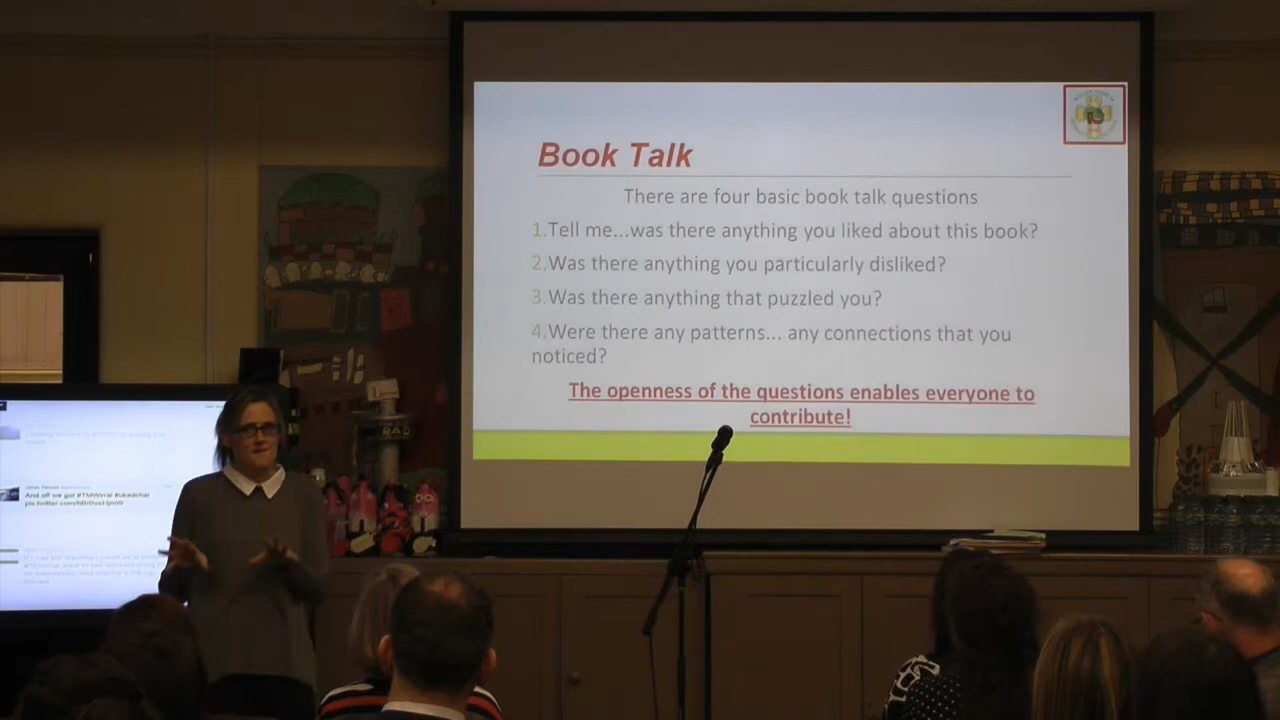 Book Talk
There are four basic book talk questions
1.Tell me...was there anything you liked about this book?
2.Was there anything you particularly disliked?
3.Was there anything that puzzled you?
4.Were there any patterns... any connections that you
noticed?
The openness of the questions enables everyone to
contribute!
And off we go! #TMWirral #ukedchat